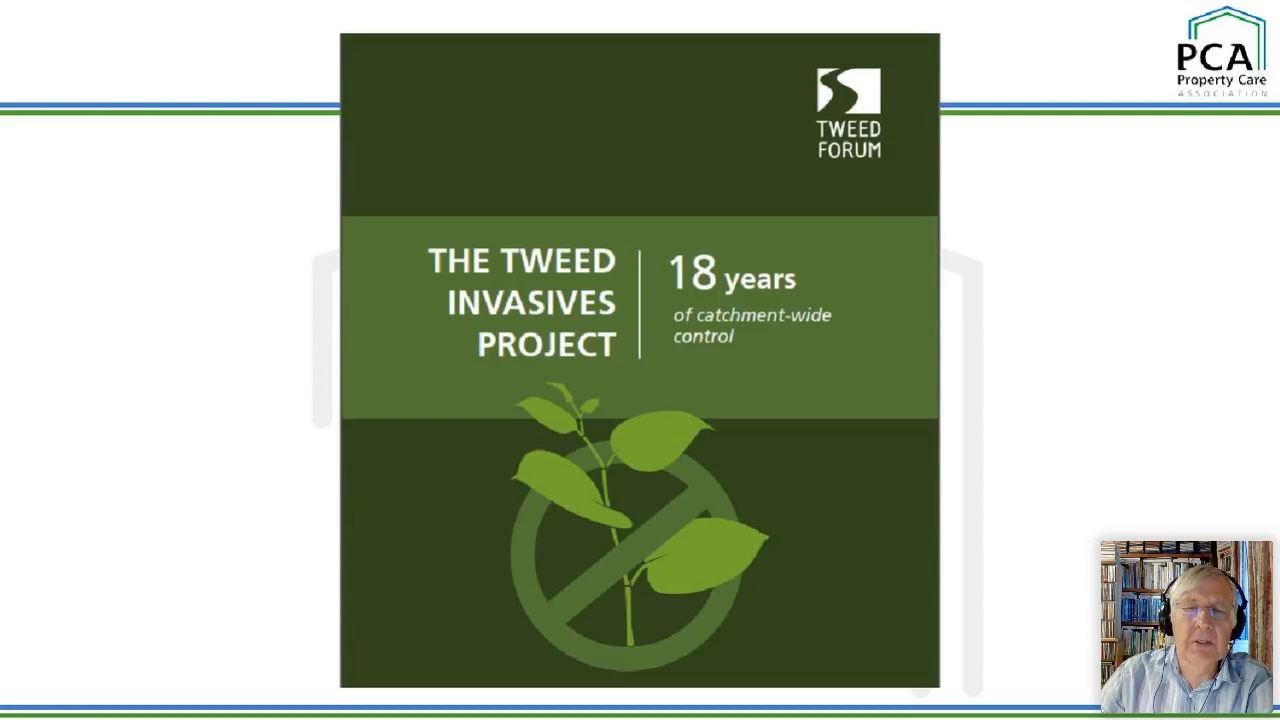 PCA
Property Care
ASSOCIATION
TWEED
FORUM
THE TWEED
INVASIVES
PROJECT
18 years
of catchment-wide
control